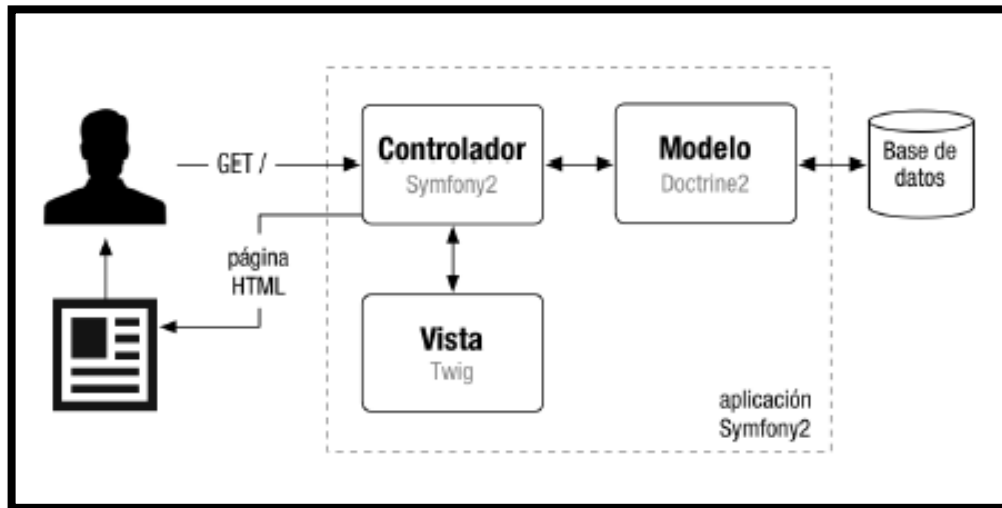 GET /
Controlador
Symfony2
Modelo
Doctrine2
Base de
datos
página
HTML
Vista
Twig
aplicación
Symfony2